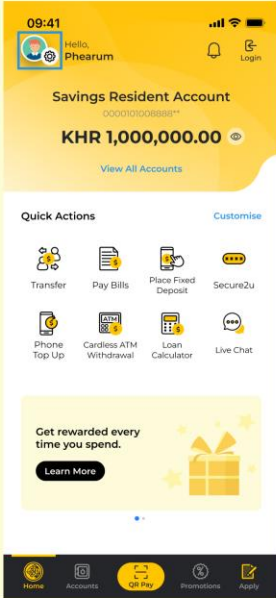 09:41
Hello,
Phearum
Login
Savings Resident Account
0000101008888**
KHR 1,000,000.00
View All Accounts
Quick Actions
Customise
Transfer
Pay Bills
Place Fixed
Deposit
Secure2u
Phone
Top Up
ATM
Cardless ATM
Withdrawal
Loan
Calculator
Live Chat
Get rewarded every
time you spend.
Learn More
Home
Accounts
QR Pay
Promotions
Apply